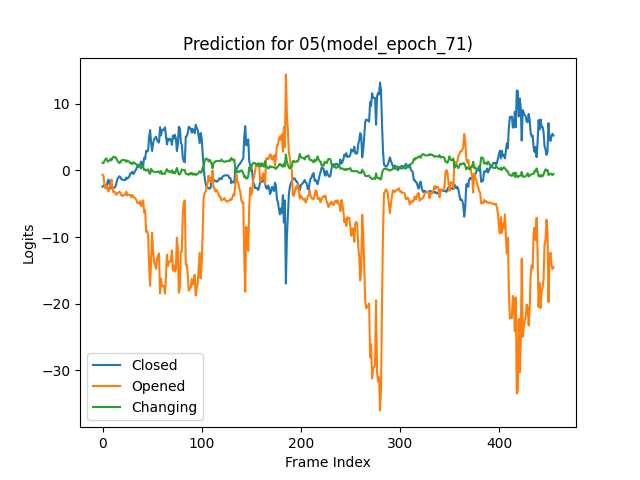 Prediction for 05(model_epoch_71)
10
0
−10
−20
−30
Logits
Closed
Opened
Changing
0 100 200 300 400
Frame Index